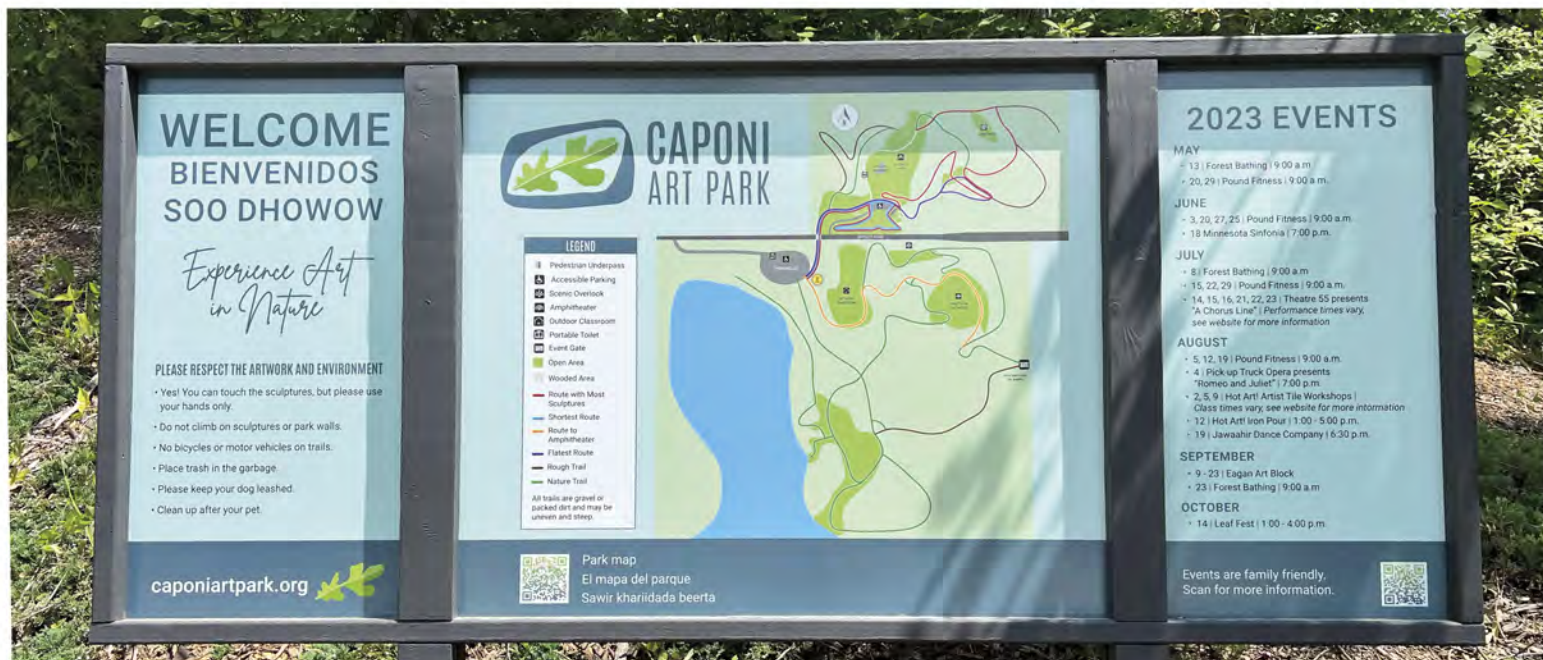 WELCOME
BIENVENIDOS
SOO DHOWOW
Experience Art
in Nature
PLEASE RESPECT THE ARTWORK AND ENVIRONMENT
• Yes! You can touch the sculptures, but please use
your hands only.
• Do not climb on sculptures or park walls.
• No bicycles or motor vehicles on trails.
• Place trash in the garbage.
• Please keep your dog leashed.
• Clean up after your pet.
caponiartpark.org
CAPONI
ART PARK
LEGEND
Pedestrian Underpass
Accessible Parking
Scenic Overlook
Amphitheater
Outdoor Classroom
Portable Toilet
Event Gate
Open Area
Wooded Area
Route with Most
Sculptures
Shortest Route
Route to
Amphitheater
Flatest Route
Rough Trail
Nature Trail
All trails are gravel or
packed dirt and may be
uneven and steep.
Park map
El mapa del parque
Sawir khariidada beerta
2023 EVENTS
MAY
• 13 | Forest Bathing | 9:00 a.m.
• 20, 29 | Pound Fitness | 9:00 a.m.
JUNE
• 3, 20, 27, 25 | Pound Fitness | 9:00 a.m.
• 18 Minnesota Sinfonia | 7:00 p.m.
JULY
• 8 | Forest Bathing | 9:00 a.m
• 15, 22, 29 | Pound Fitness | 9:00 a.m.
• 14, 15, 16, 21, 22, 23 | Theatre 55 presents
"A Chorus Line" | Performance times vary,
see website for more information
AUGUST
• 5, 12, 19 | Pound Fitness | 9:00 a.m.
• 4 | Pick-up Truck Opera presents
"Romeo and Juliet" | 7:00 p.m.
• 2, 5, 9 | Hot Art! Artist Tile Workshops |
Class times vary, see website for more information
• 12 | Hot Art! Iron Pour | 1:00 - 5:00 p.m.
• 19 | Jawaahir Dance Company | 6:30 p.m.
SEPTEMBER
• 9 - 23 | Eagan Art Block
• 23 | Forest Bathing | 9:00 a.m
OCTOBER
• 14 | Leaf Fest | 1:00 - 4:00 p.m.
Events are family friendly.
Scan for more information.